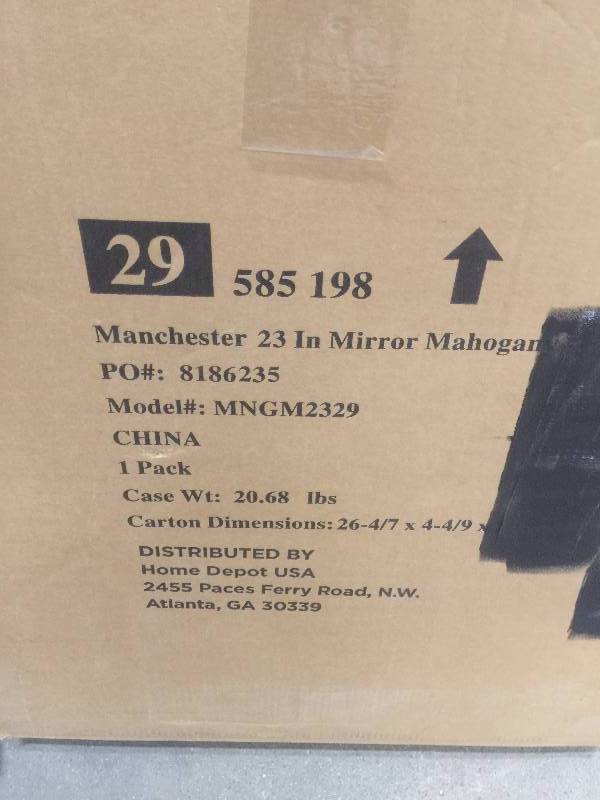 29 585 198
Manchester 23 In Mirror Mahogan
PO#: 8186235
Model#: MNGM2329
CHINA
1 Pack
Case Wt: 20.68 lbs
Carton Dimensions: 26-4/7 x 4-4/9 x
DISTRIBUTED BY
Home Depot USA
2455 Paces Ferry Road, N.W.
Atlanta, GA 30339